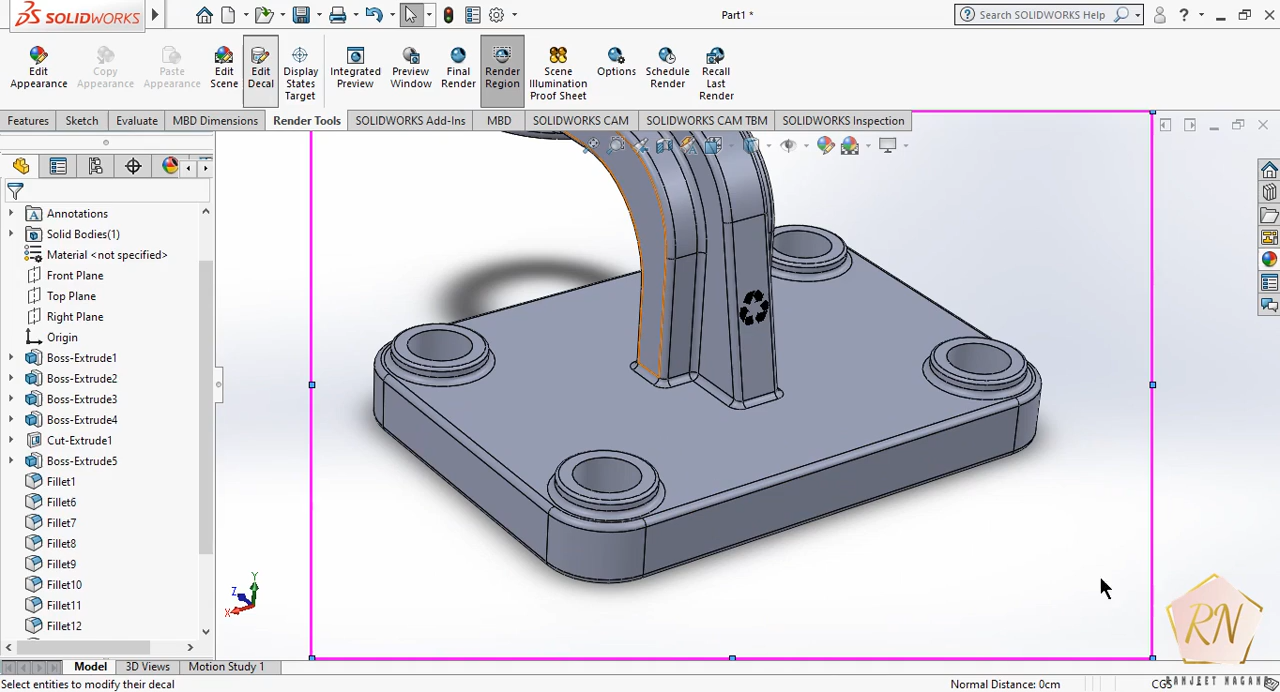 SOLIDWORKS
Part1 *
Search SOLIDWORKS Help
Edit Appearance
Copy Appearance
Paste Appearance
Edit Scene
Edit Decal
Display States Target
Integrated Preview
Preview Window
Final Render
Render Region
Scene Illumination Proof Sheet
Options
Schedule Render
Recall Last Render
Features
Sketch
Evaluate
MBD Dimensions
Render Tools
SOLIDWORKS Add-Ins
MBD
SOLIDWORKS CAM
SOLIDWORKS CAM TBM
SOLIDWORKS Inspection
Annotations
Solid Bodies(1)
Material <not specified>
Front Plane
Top Plane
Right Plane
Origin
Boss-Extrude1
Boss-Extrude2
Boss-Extrude3
Boss-Extrude4
Cut-Extrude1
Boss-Extrude5
Fillet1
Fillet6
Fillet7
Fillet8
Fillet9
Fillet10
Fillet11
Fillet12
Y
Z
X
RN
Model
3D Views
Motion Study 1
Select entities to modify their decal
Normal Distance: 0cm